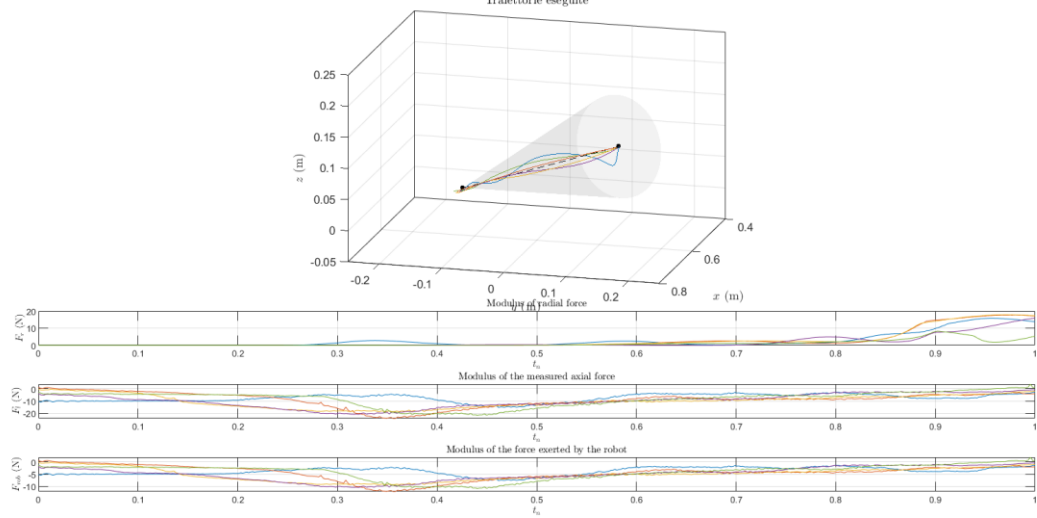 Traiettorie eseguite
0.25
0.2
0.15
0.1
0.05
0
-0.05
z (m)
-0.2
-0.1
0
0.1
0.2
y (m)
0.4
0.6
0.8
x (m)
Modulus of radial force
F_r (N)
20
10
0
0 0.1 0.2 0.3 0.4 0.5 0.6 0.7 0.8 0.9 1
t_n
Modulus of the measured axial force
F_l (N)
0
-10
-20
0 0.1 0.2 0.3 0.4 0.5 0.6 0.7 0.8 0.9 1
t_n
Modulus of the force exerted by the robot
(N)
0
-5
-10
0 0.1 0.2 0.3 0.4 0.5 0.6 0.7 0.8 0.9 1
t_n